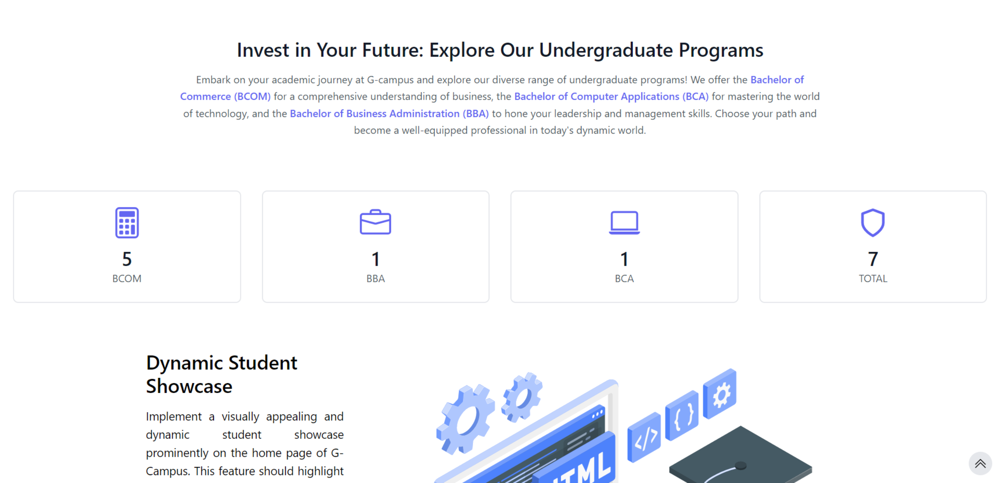 Invest in Your Future: Explore Our Undergraduate Programs
Embark on your academic journey at G-campus and explore our diverse range of undergraduate programs! We offer the Bachelor of
Commerce (BCOM) for a comprehensive understanding of business, the Bachelor of Computer Applications (BCA) for mastering the world
of technology, and the Bachelor of Business Administration (BBA) to hone your leadership and management skills. Choose your path and
become a well-equipped professional in today's dynamic world.
5
BCOM
1
BBA
1
BCA
7
TOTAL
Dynamic Student
Showcase
Implement a visually appealing and
dynamic student showcase
prominently on the home page of G-
Campus. This feature should highlight
</>
{ }
HTML